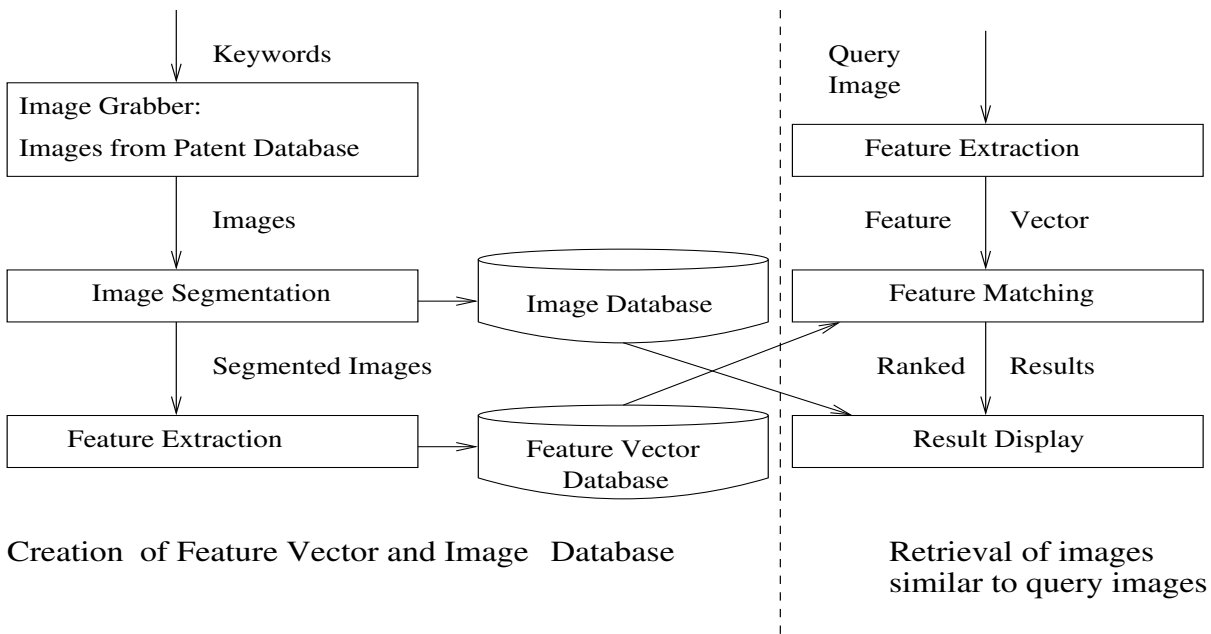 Keywords
Image Grabber:
Images from Patent Database
Images
Image Segmentation
Image Database
Segmented Images
Feature Extraction
Feature Vector
Database
Creation of Feature Vector and Image Database
Query
Image
Feature Extraction
Feature Vector
Feature Matching
Ranked Results
Result Display
Retrieval of images
similar to query images